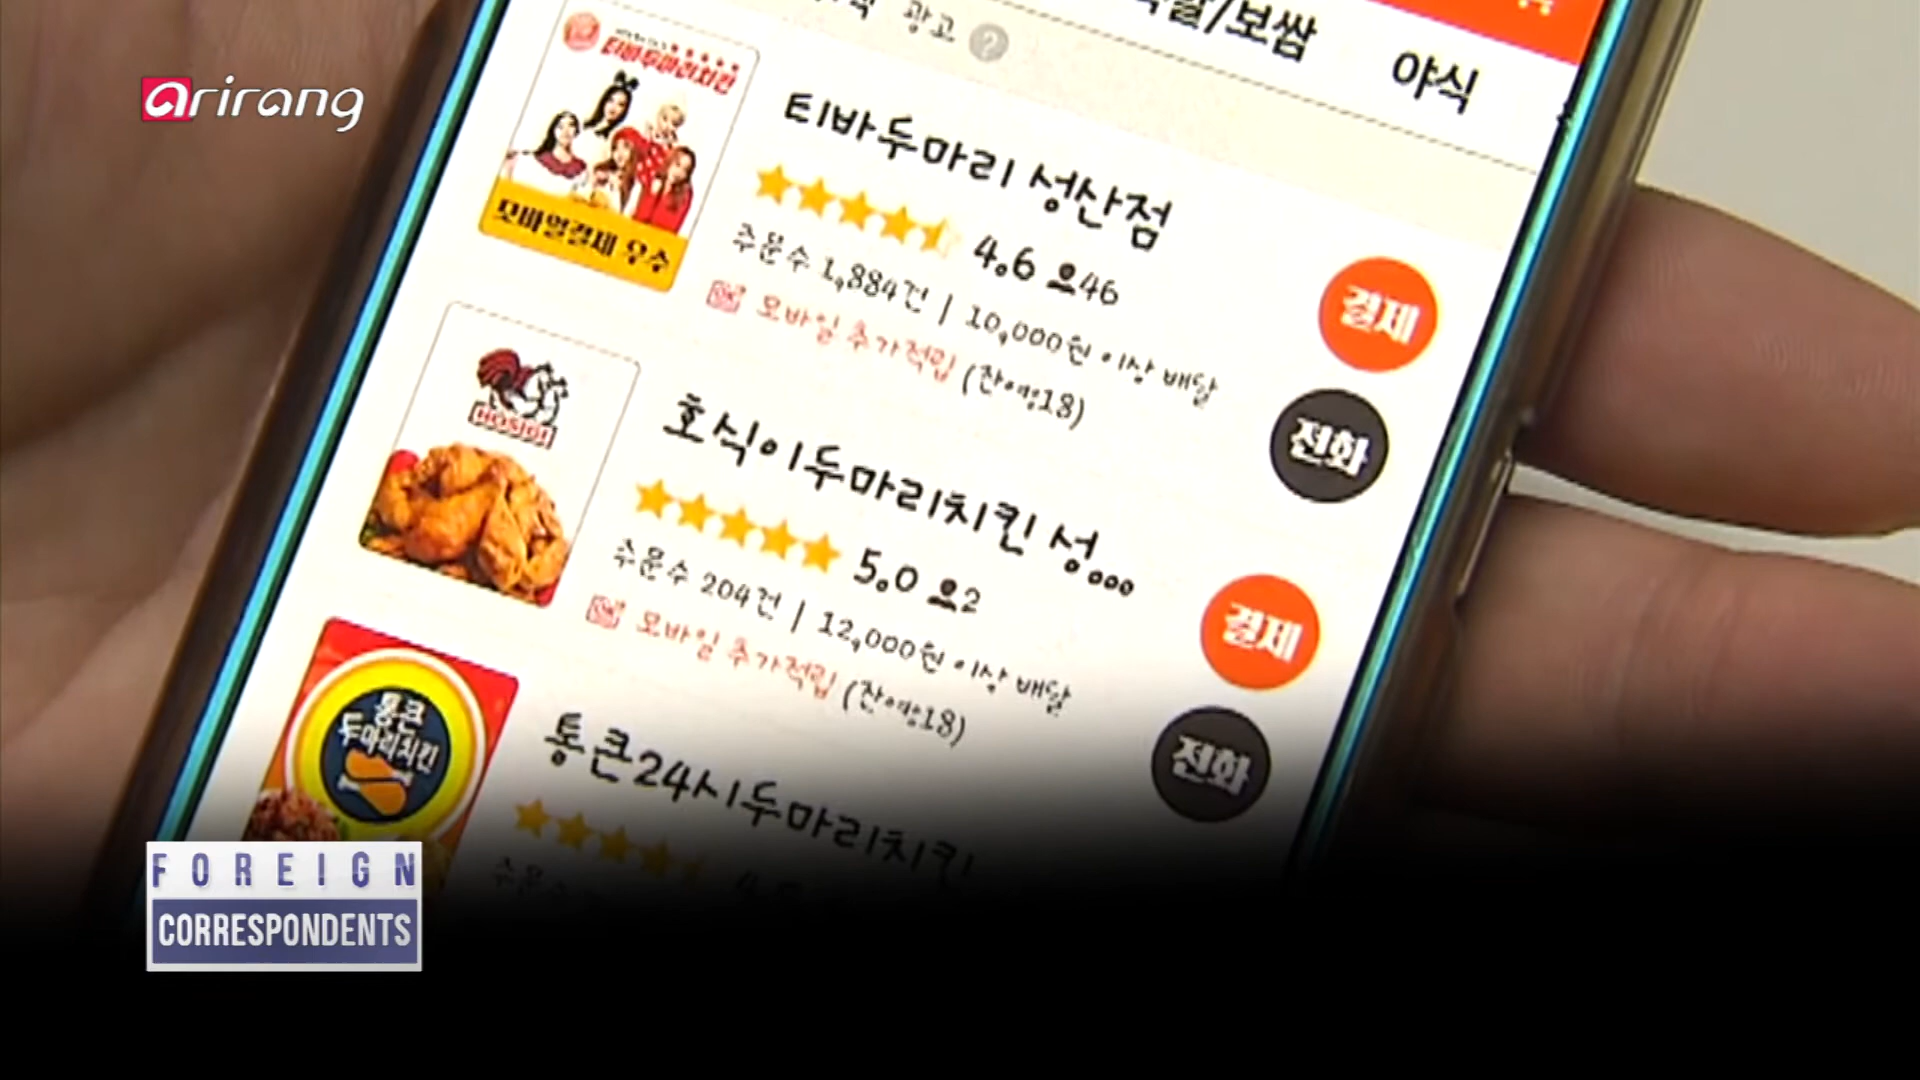 arirang
광고 ?
/보쌈
야식
티바두마리치킨
모바일결제 우수
티바두마리 성산점
4.6 46
주문수 1,884건 | 10,000원 이상 배달
모바일 추가적립 (잔여:18)
결제
전화
HOSIGI
호식이두마리치킨 성...
5.0 2
주문수 204건 | 12,000원 이상 배달
모바일 추가적립 (잔여:18)
결제
전화
통큰
두마리치킨
통큰24시두마리치킨
주문수
FOREIGN
CORRESPONDENTS